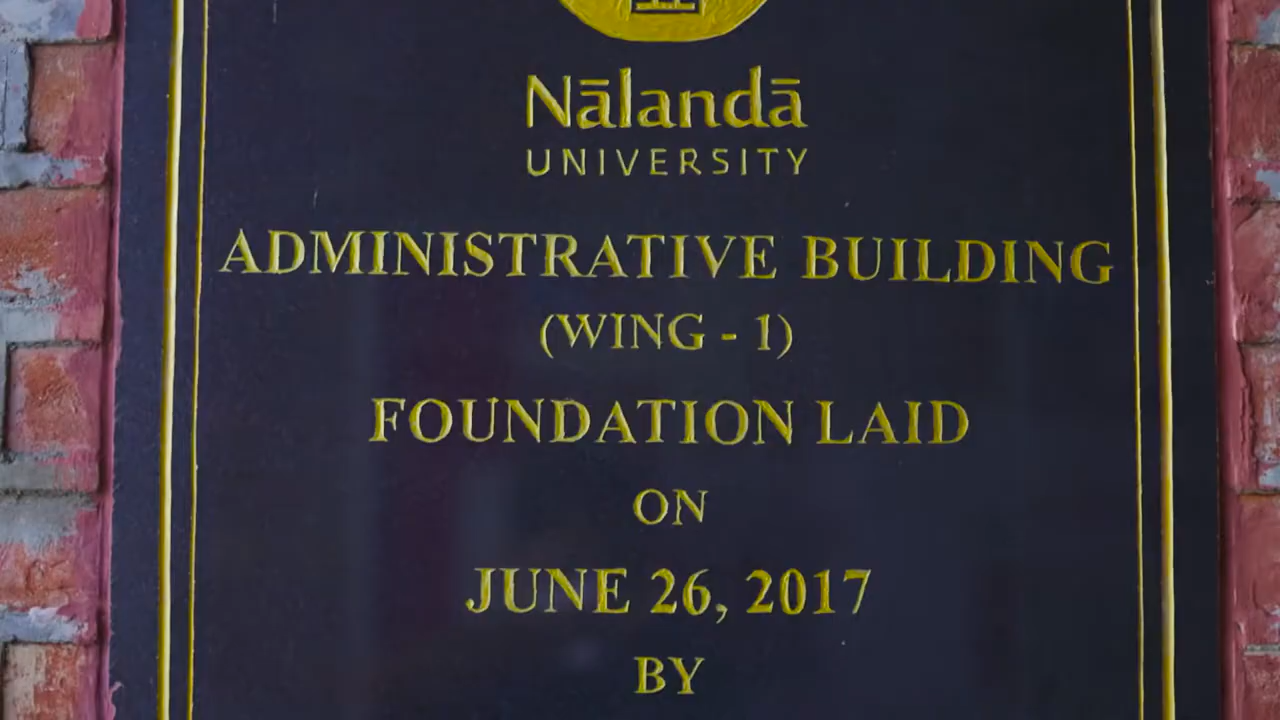 Nālandā
UNIVERSITY
ADMINISTRATIVE BUILDING
(WING - 1)
FOUNDATION LAID
ON
JUNE 26, 2017
BY